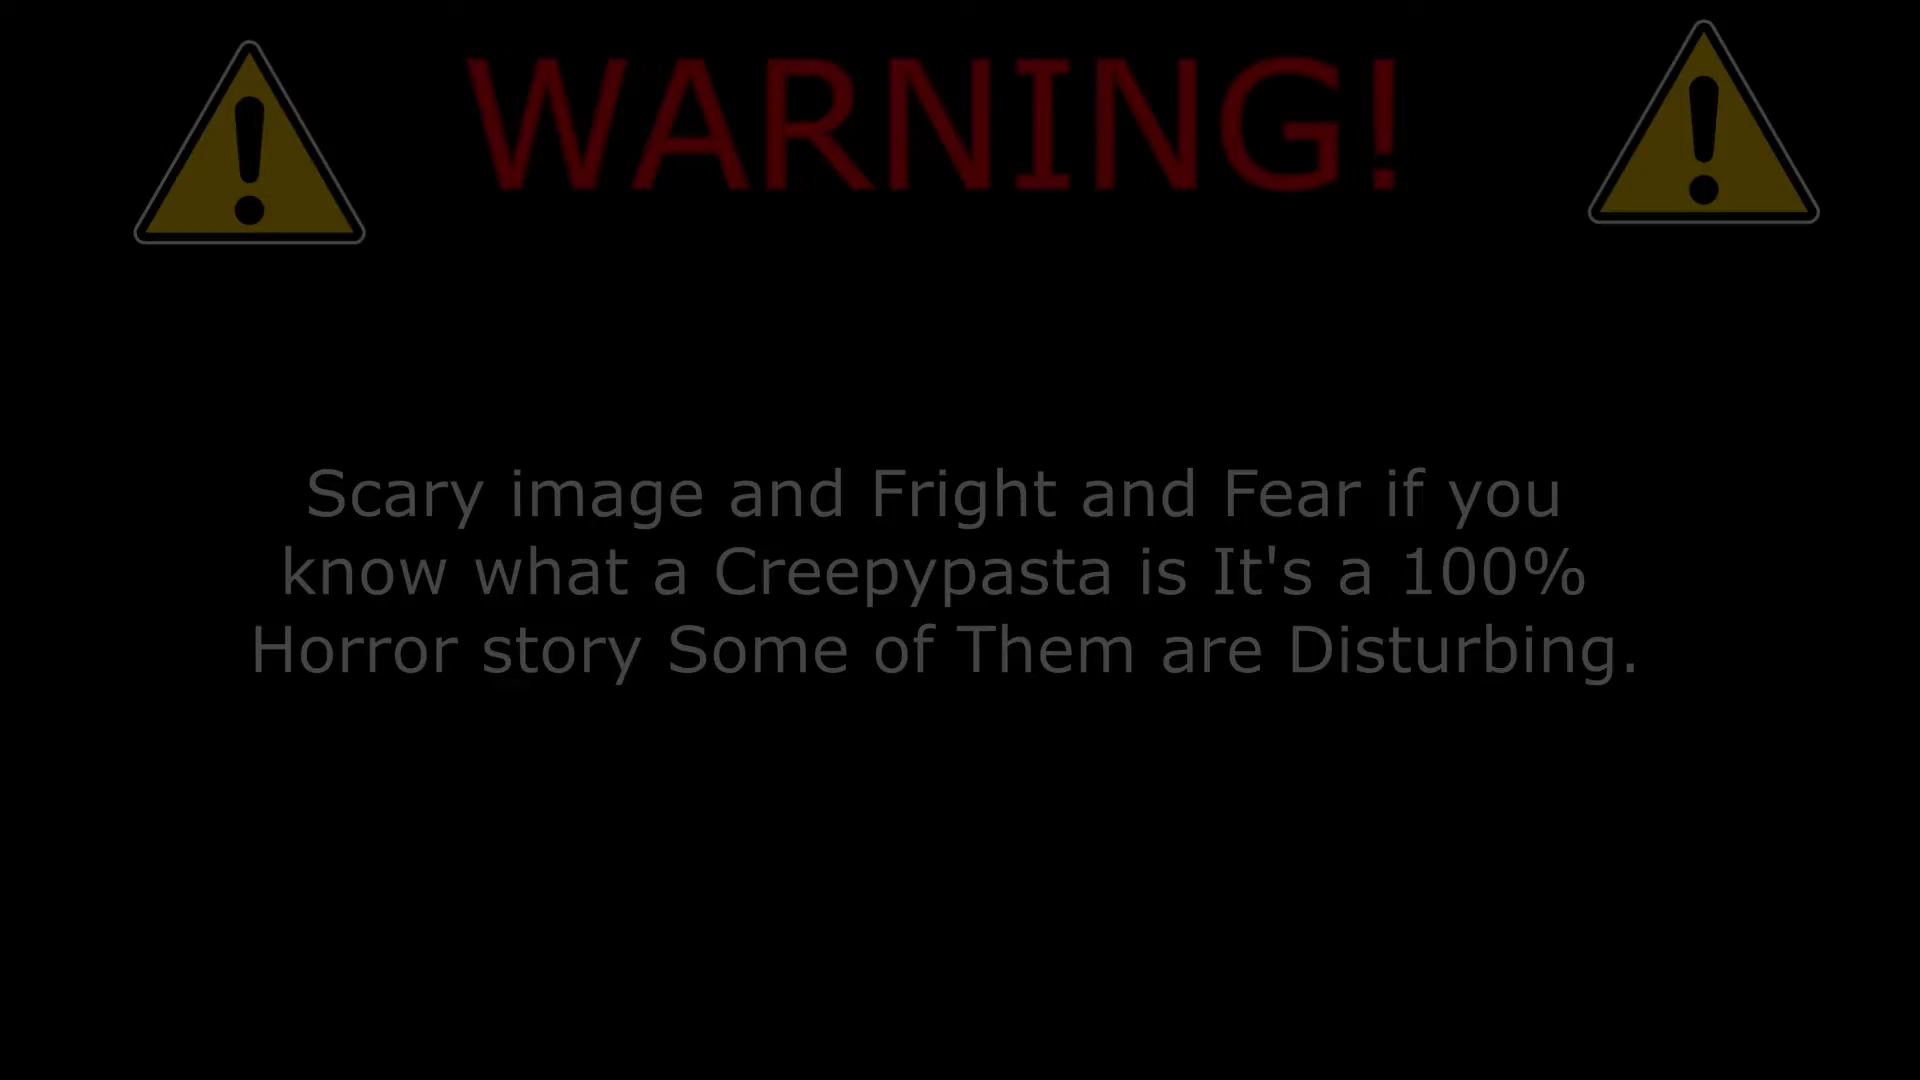 WARNING!
Scary image and Fright and Fear if you
know what a Creepypasta is It's a 100%
Horror story Some of Them are Disturbing.